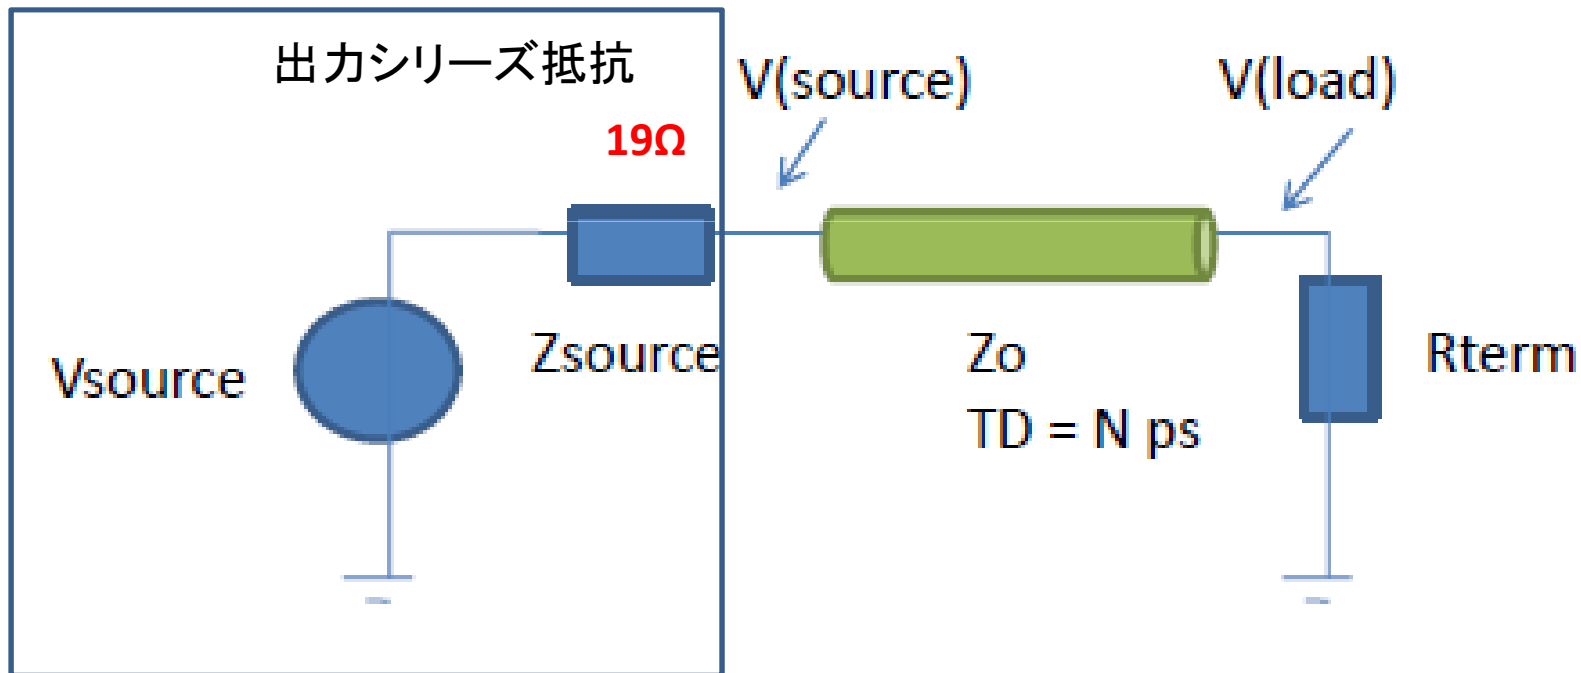 出力シリーズ抵抗
19Ω
V(source)
V(load)
Vsource
Zsource
Zo
TD = N ps
Rterm